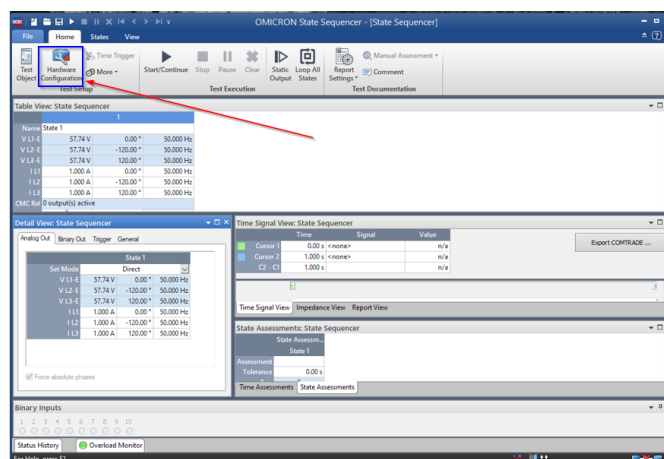 OMICRON State Sequencer - [State Sequencer]
File Home States View
Test Object
Hardware Configuration
Time Trigger
More
Test Setup
Start/Continue Stop Pause Clear
Static Output
Loop All States
Test Execution
Report Settings
Manual Assessment
Comment
Test Documentation
Table View: State Sequencer
1
Name State 1
V L1-E 57.74 V 0.00 ° 50.000 Hz
V L2-E 57.74 V -120.00 ° 50.000 Hz
V L3-E 57.74 V 120.00 ° 50.000 Hz
I L1 1.000 A 0.00 ° 50.000 Hz
I L2 1.000 A -120.00 ° 50.000 Hz
I L3 1.000 A 120.00 ° 50.000 Hz
CMC Rel 0 output(s) active
Detail View: State Sequencer
Analog Out Binary Out Trigger General
State 1
Set Mode Direct
V L1-E 57.74 V 0.00 ° 50.000 Hz
V L2-E 57.74 V -120.00 ° 50.000 Hz
V L3-E 57.74 V 120.00 ° 50.000 Hz
I L1 1.000 A 0.00 ° 50.000 Hz
I L2 1.000 A -120.00 ° 50.000 Hz
I L3 1.000 A 120.00 ° 50.000 Hz
Force absolute phases
Time Signal View: State Sequencer
Time Signal Value
Cursor 1 0.00 s <none> n/a
Cursor 2 1.000 s <none> n/a
C2 - C1 1.000 s n/a
Export COMTRADE ...
Time Signal View Impedance View Report View
State Assessments: State Sequencer
State Assessm...
State 1
Assessment
Tolerance 0.00 s
Time Assessments State Assessments
Binary Inputs
1 2 3 4 5 6 7 8 9 10
Status History Overload Monitor
For Help, press F1